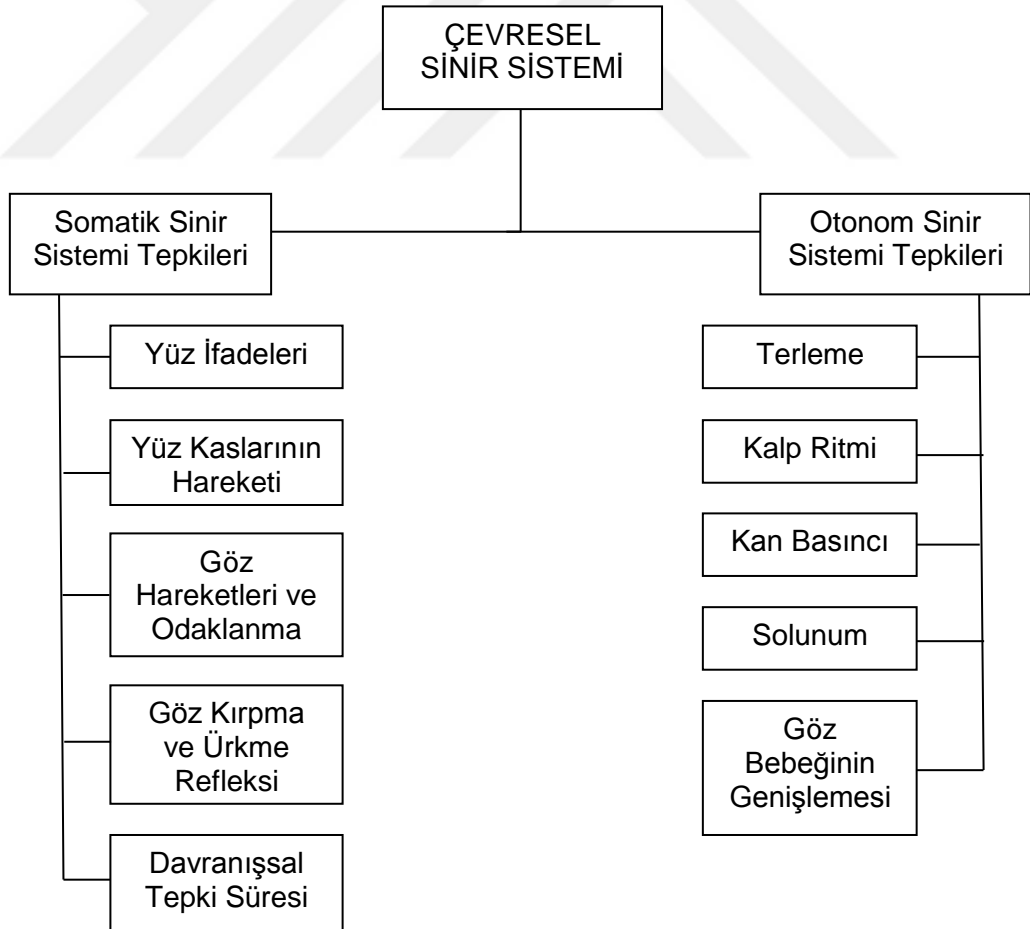 ÇEVRESEL
SİNİR SİSTEMİ
Somatik Sinir
Sistemi Tepkileri
Yüz İfadeleri
Yüz Kaslarının
Hareketi
Göz
Hareketleri ve
Odaklanma
Göz Kırpma
ve Ürkme
Refleksi
Davranışsal
Tepki Süresi
Otonom Sinir
Sistemi Tepkileri
Terleme
Kalp Ritmi
Kan Basıncı
Solunum
Göz
Bebeğinin
Genişlemesi